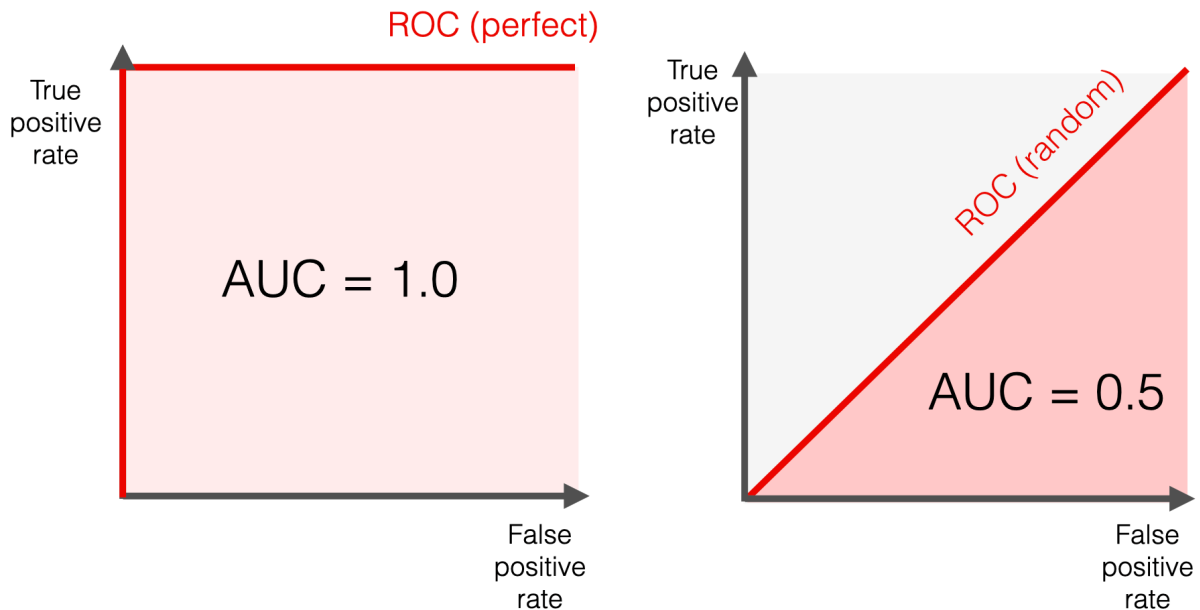 ROC (perfect)
True
positive
rate
AUC = 1.0
False
positive
rate
True
positive
rate
ROC (random)
AUC = 0.5
False
positive
rate